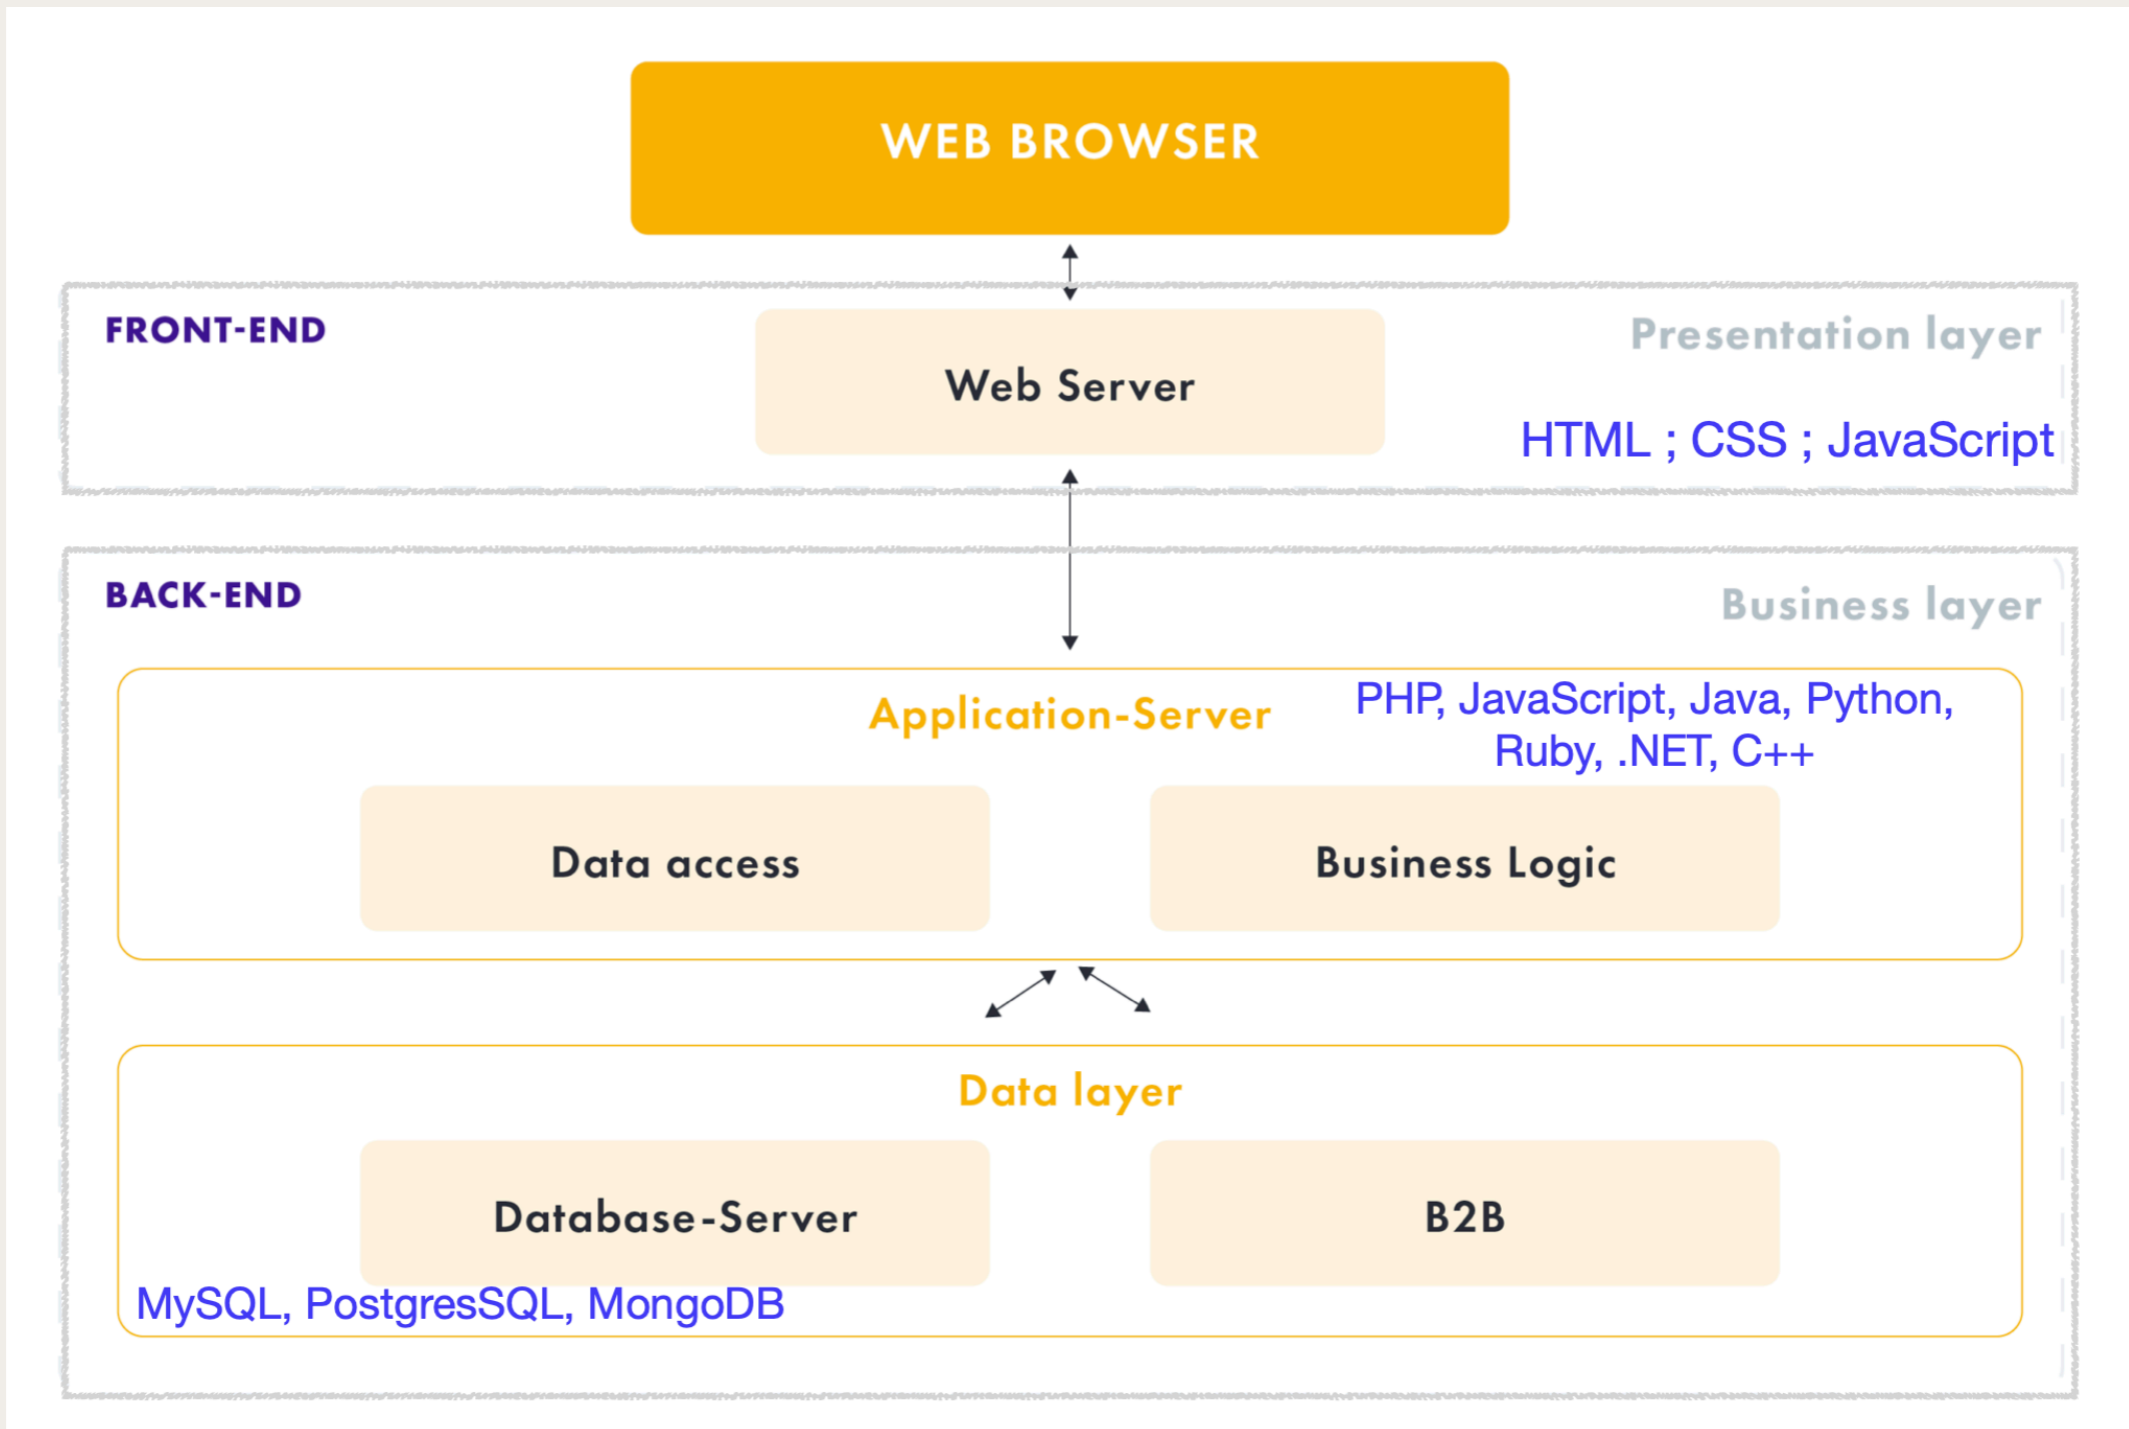 WEB BROWSER
FRONT-END
Presentation layer
Web Server
HTML ; CSS ; JavaScript
BACK-END
Business layer
Application-Server
PHP, JavaScript, Java, Python,
Ruby, .NET, C++
Data access
Business Logic
Data layer
Database-Server
B2B
MySQL, PostgresSQL, MongoDB